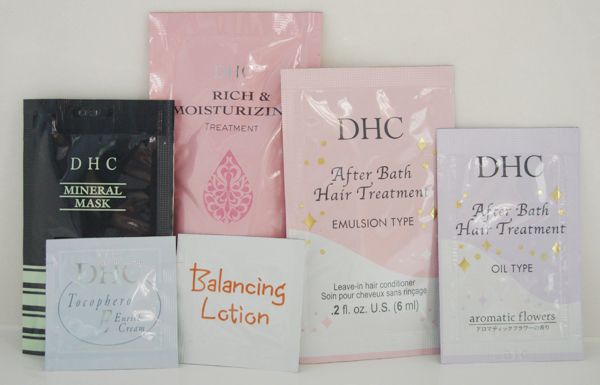 DHC
MINERAL
MASK
DHC
RICH &
MOISTURIZIN
TREATMENT
DHC
After Bath
Hair Treatment
EMULSION TYPE
Leave-in hair conditioner
Soin pour cheveux sans rinçage
.2 fl. oz. U.S. (6 ml)
DHC
After Bath
Hair Treatment
OIL TYPE
aromatic flowers
アロマティックフラワーの香り
DHC
Tocophero
E Enric
Cream
Balancing
Lotion